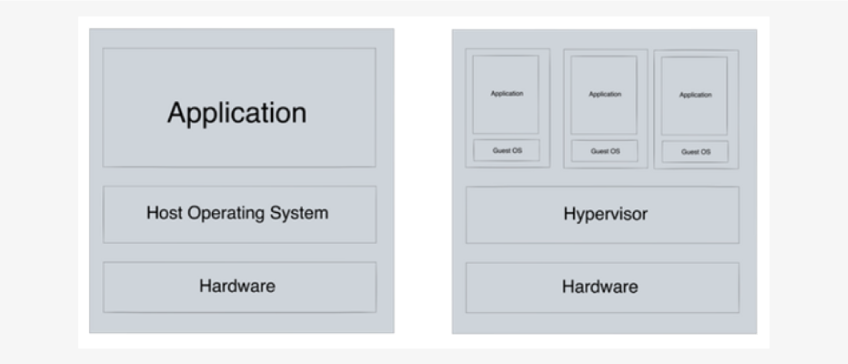 Application
Host Operating System
Hardware
Application
Guest OS
Application
Guest OS
Application
Guest OS
Hypervisor
Hardware